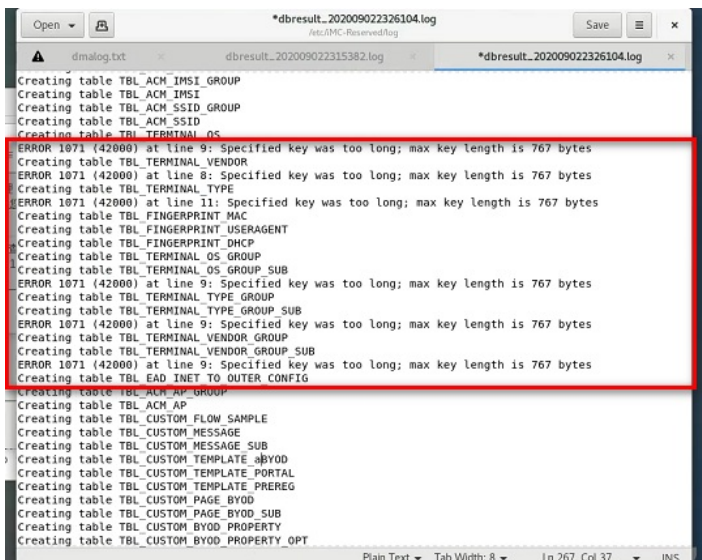 Open
*dbresult_202009022326104.log
/etc/iMC-Reserved/log
Save
dmalog.txt
dbresult_202009022315382.log
*dbresult_202009022326104.log
Creating table TBL_ACM_IMSI_GROUP
Creating table TBL_ACM_IMSI
Creating table TBL_ACM_SSID_GROUP
Creating table TBL_ACM_SSID
Creating table TBL_TERMINAL_OS
ERROR 1071 (42000) at line 9: Specified key was too long; max key length is 767 bytes
Creating table TBL_TERMINAL_VENDOR
ERROR 1071 (42000) at line 8: Specified key was too long; max key length is 767 bytes
Creating table TBL_TERMINAL_TYPE
ERROR 1071 (42000) at line 11: Specified key was too long; max key length is 767 bytes
Creating table TBL_FINGERPRINT_MAC
Creating table TBL_FINGERPRINT_USERAGENT
Creating table TBL_FINGERPRINT_DHCP
Creating table TBL_TERMINAL_OS_GROUP
Creating table TBL_TERMINAL_OS_GROUP_SUB
ERROR 1071 (42000) at line 9: Specified key was too long; max key length is 767 bytes
Creating table TBL_TERMINAL_TYPE_GROUP
Creating table TBL_TERMINAL_TYPE_GROUP_SUB
ERROR 1071 (42000) at line 9: Specified key was too long; max key length is 767 bytes
Creating table TBL_TERMINAL_VENDOR_GROUP
Creating table TBL_TERMINAL_VENDOR_GROUP_SUB
ERROR 1071 (42000) at line 9: Specified key was too long; max key length is 767 bytes
Creating table TBL_EAD_INET_TO_OUTER_CONFIG
Creating table TBL_ACM_AP_GROUP
Creating table TBL_ACM_AP
Creating table TBL_CUSTOM_FLOW_SAMPLE
Creating table TBL_CUSTOM_MESSAGE
Creating table TBL_CUSTOM_MESSAGE_SUB
Creating table TBL_CUSTOM_TEMPLATE_aBYOD
Creating table TBL_CUSTOM_TEMPLATE_PORTAL
Creating table TBL_CUSTOM_TEMPLATE_PREREG
Creating table TBL_CUSTOM_PAGE_BYOD
Creating table TBL_CUSTOM_PAGE_BYOD_SUB
Creating table TBL_CUSTOM_BYOD_PROPERTY
Creating table TBL_CUSTOM_BYOD_PROPERTY_OPT
Plain Text Tab Width: 8 Ln 267, Col 37 INS